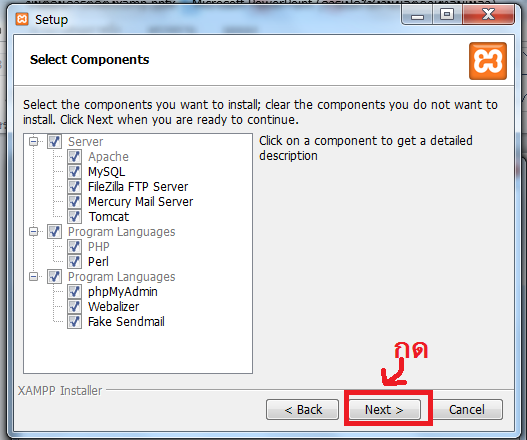 Setup
Select Components
Select the components you want to install; clear the components you do not want to
install. Click Next when you are ready to continue.
Server
Apache
MySQL
FileZilla FTP Server
Mercury Mail Server
Tomcat
Program Languages
PHP
Perl
Program Languages
phpMyAdmin
Webalizer
Fake Sendmail
Click on a component to get a detailed
description
กด
XAMPP Installer
< Back
Next >
Cancel